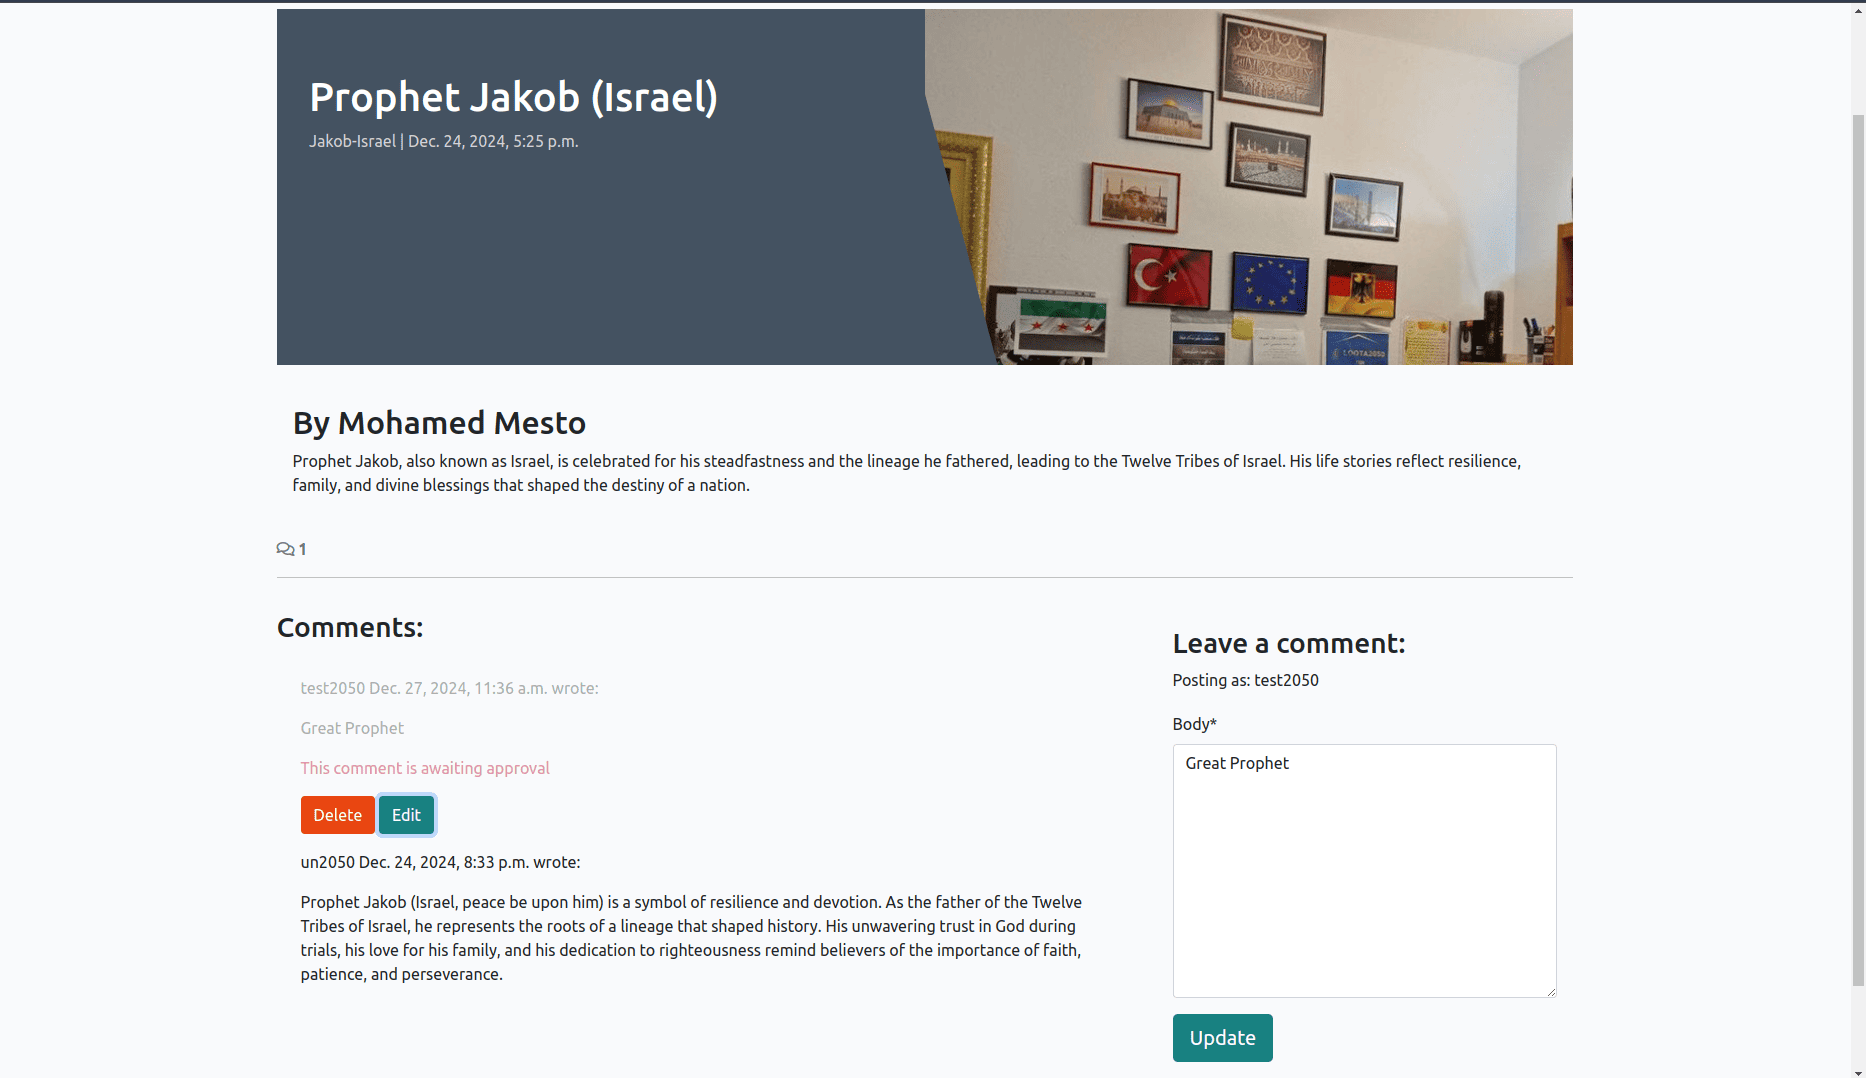 Prophet Jakob (Israel)
Jakob-Israel | Dec. 24, 2024, 5:25 p.m.
LOOTA2050
By Mohamed Mesto
Prophet Jakob, also known as Israel, is celebrated for his steadfastness and the lineage he fathered, leading to the Twelve Tribes of Israel. His life stories reflect resilience,
family, and divine blessings that shaped the destiny of a nation.
1
Comments:
test2050 Dec. 27, 2024, 11:36 a.m. wrote:
Great Prophet
This comment is awaiting approval
Delete
Edit
un2050 Dec. 24, 2024, 8:33 p.m. wrote:
Prophet Jakob (Israel, peace be upon him) is a symbol of resilience and devotion. As the father of the Twelve
Tribes of Israel, he represents the roots of a lineage that shaped history. His unwavering trust in God during
trials, his love for his family, and his dedication to righteousness remind believers of the importance of faith,
patience, and perseverance.
Leave a comment:
Posting as: test2050
Body*
Great Prophet
Update